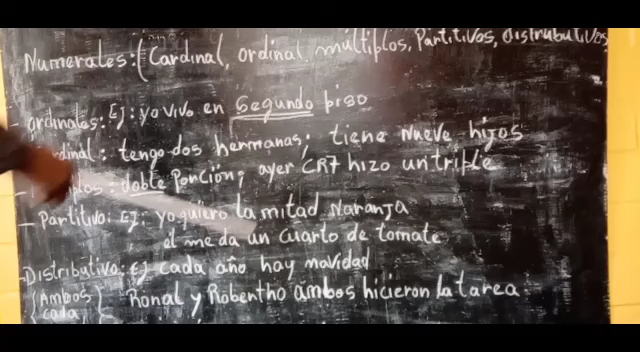 Numerales: (Cardinal, ordinal, múltiplos, Partitivos, distributivos
- ordinales: Ej: yo vivo en Segundo piso
dinal: tengo dos hermanas; tiene nueve hijos
plos: doble Porción; ayer CR7 hizo un triple
- Partitivo: Ej: yo quiero la mitad Naranja
él me da un cuarto de tomate
- Distributivo: Ej cada año hay navidad
{Ambos} Ronal y Robentho ambos hicieron la tarea
{cada}